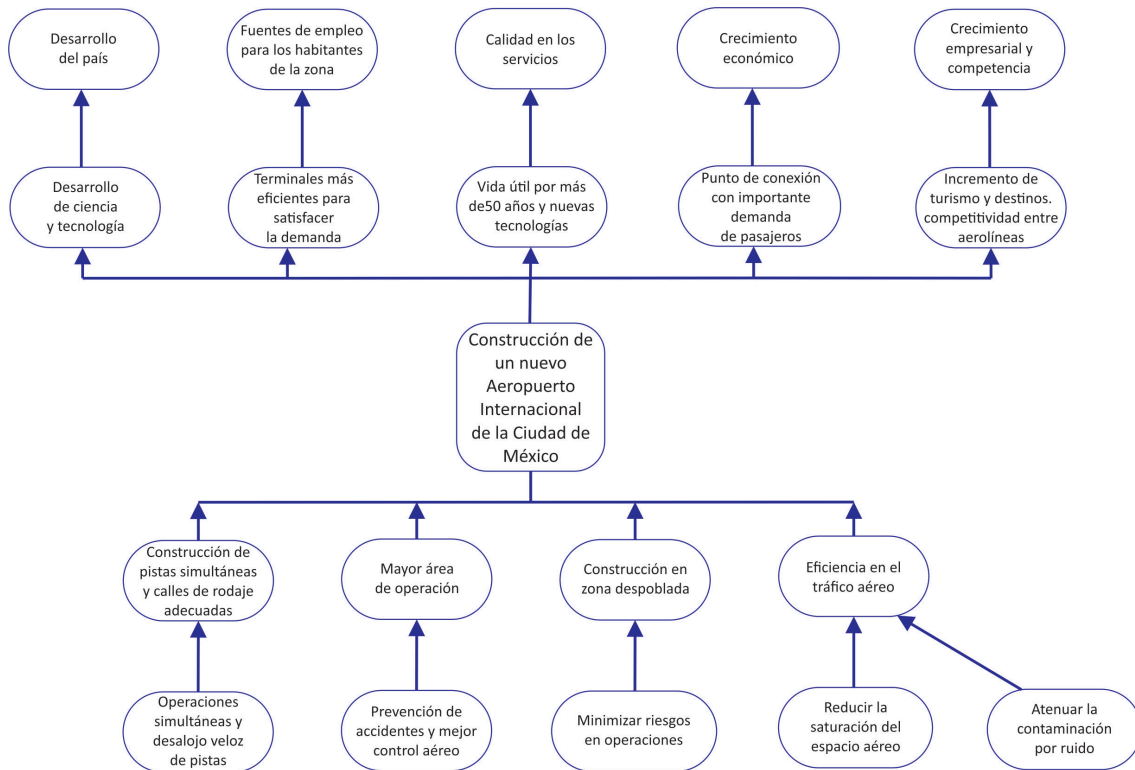 Desarrollo
del país
Fuentes de empleo
para los habitantes
de la zona
Calidad en los
servicios
Crecimiento
económico
Crecimiento
empresarial y
competencia
Desarrollo
de ciencia
y tecnología
Terminales más
eficientes para
satisfacer
la demanda
Vida útil por más
de50 años y nuevas
tecnologías
Punto de conexión
con importante
demanda
de pasajeros
Incremento de
turismo y destinos.
competitividad entre
aerolíneas
Construcción de
un nuevo
Aeropuerto
Internacional
de la Ciudad de
México
Construcción de
pistas simultáneas
y calles de rodaje
adecuadas
Mayor área
de operación
Construcción en
zona despoblada
Eficiencia en el
tráfico aéreo
Operaciones
simultáneas y
desalojo veloz
de pistas
Prevención de
accidentes y mejor
control aéreo
Minimizar riesgos
en operaciones
Reducir la
saturación del
espacio aéreo
Atenuar la
contaminación
por ruido